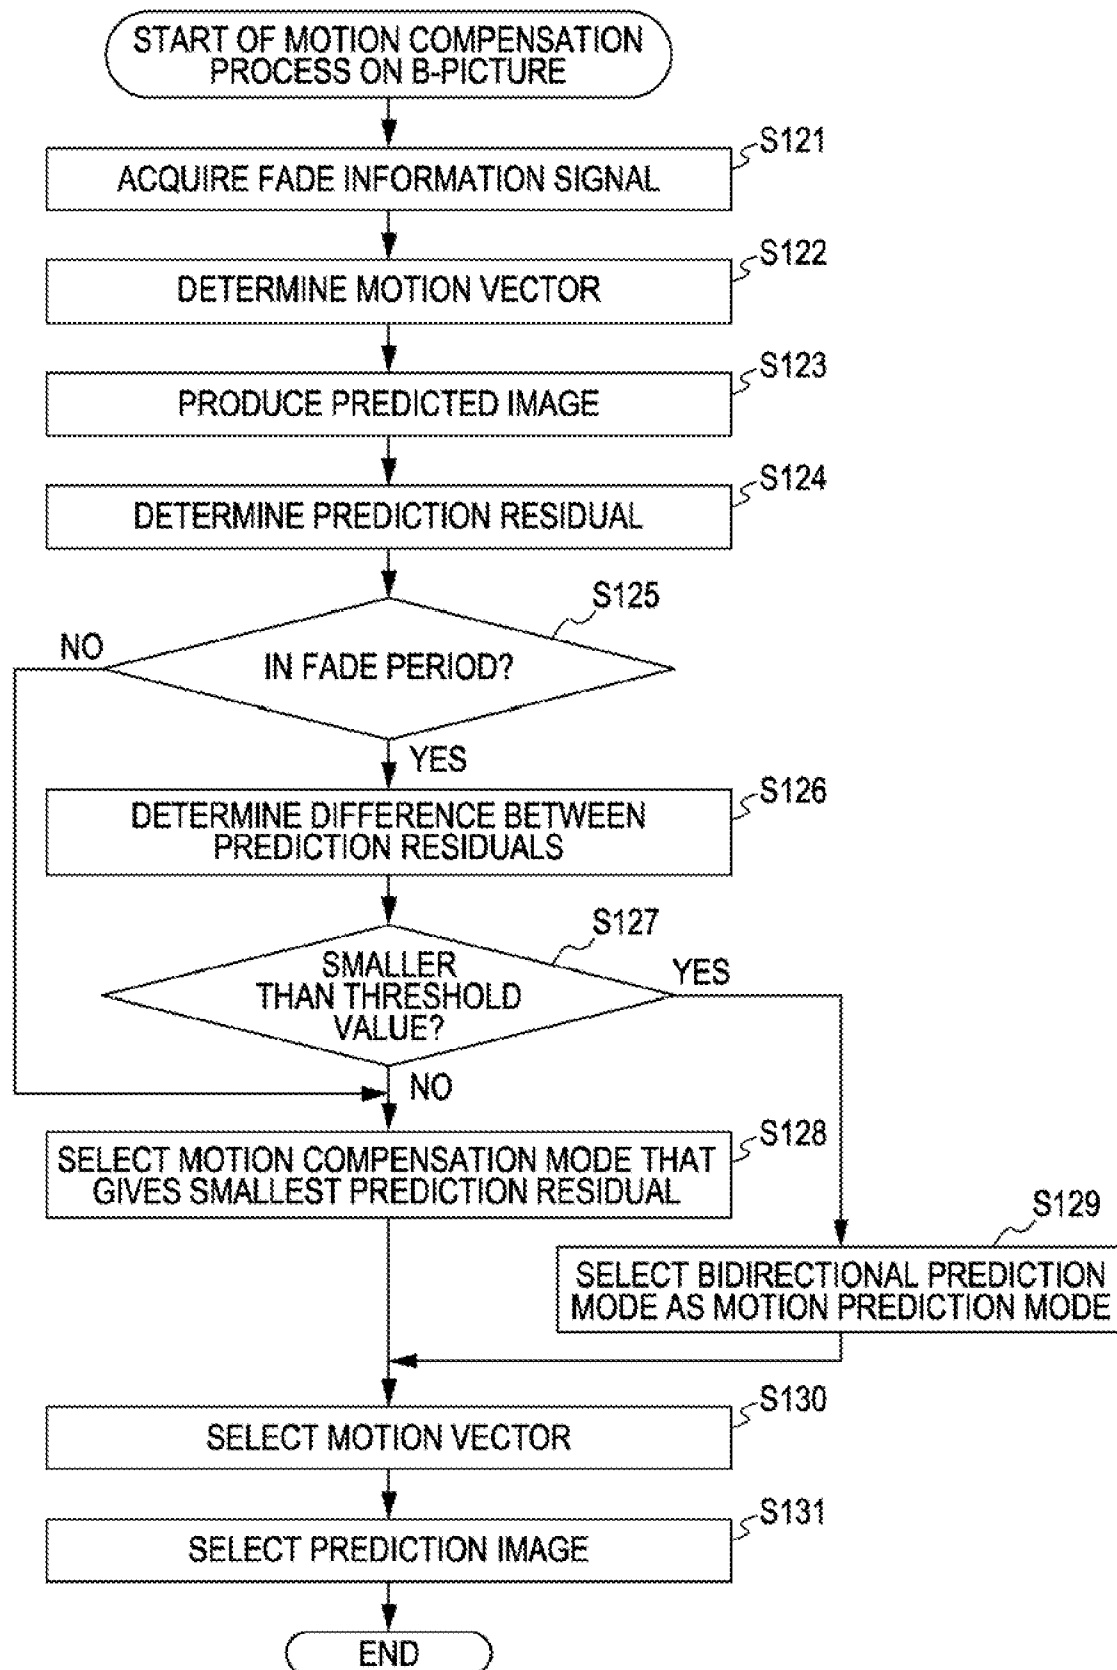 START OF MOTION COMPENSATION
PROCESS ON B-PICTURE
S121
ACQUIRE FADE INFORMATION SIGNAL
S122
DETERMINE MOTION VECTOR
S123
PRODUCE PREDICTED IMAGE
S124
DETERMINE PREDICTION RESIDUAL
S125
NO
IN FADE PERIOD?
YES
S126
DETERMINE DIFFERENCE BETWEEN
PREDICTION RESIDUALS
S127
SMALLER
THAN THRESHOLD
VALUE?
YES
NO
S128
SELECT MOTION COMPENSATION MODE THAT
GIVES SMALLEST PREDICTION RESIDUAL
S129
SELECT BIDIRECTIONAL PREDICTION
MODE AS MOTION PREDICTION MODE
S130
SELECT MOTION VECTOR
S131
SELECT PREDICTION IMAGE
END